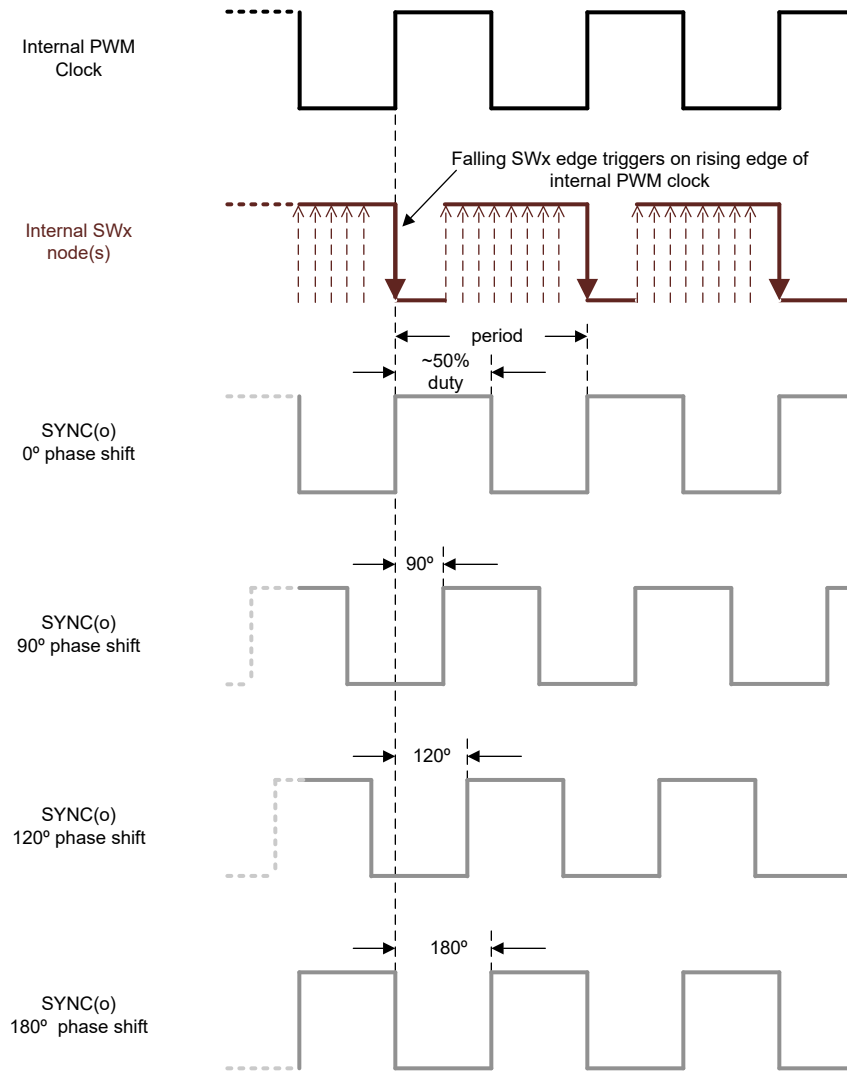 Internal PWM
Clock
Falling SWx edge triggers on rising edge of
internal PWM clock
Internal SWx
node(s)
period
~50%
duty
SYNC(o)
0º phase shift
90º
SYNC(o)
90º phase shift
120º
SYNC(o)
120º phase shift
180º
SYNC(o)
180º phase shift